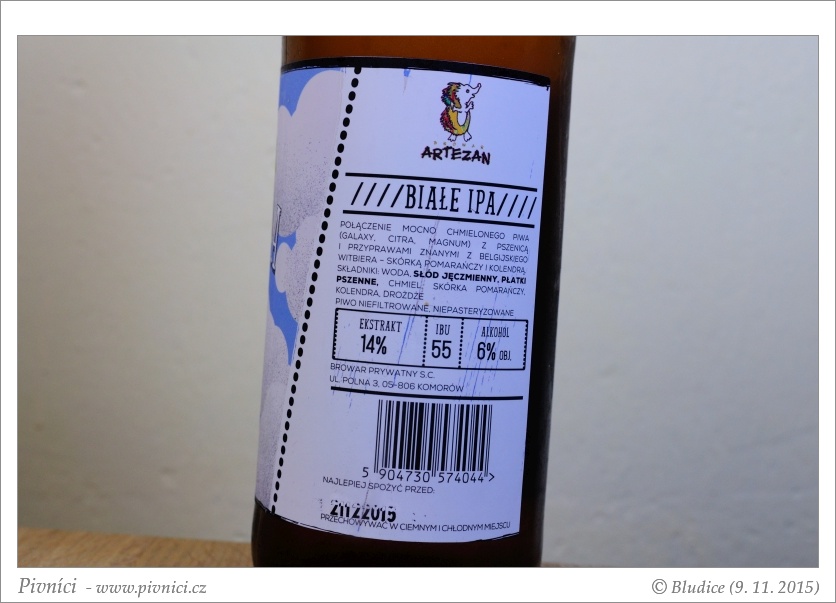 BROWAR
ARTEZAN
////BIAŁE IPA////
POŁĄCZENIE MOCNO CHMIELONEGO PIWA
(GALAXY, CITRA, MAGNUM) Z PSZENICĄ
I PRZYPRAWAMI ZNANYMI Z BELGIJSKIEGO
WITBIERA – SKÓRKĄ POMARAŃCZY I KOLENDRĄ.
SKŁADNIKI: WODA, SŁÓD JĘCZMIENNY, PŁATKI
PSZENNE, CHMIEL, SKÓRKA POMARAŃCZY,
KOLENDRA, DROŻDŻE
PIWO NIEFILTROWANE, NIEPASTERYZOWANE
EKSTRAKT IBU ALKOHOL
14% 55 6% OBJ.
BROWAR PRYWATNY S.C.
UL. POLNA 3, 05-806 KOMORÓW
5 904730 574044 >
NAJLEPIEJ SPOŻYĆ PRZED:
21122015
PRZECHOWYWAĆ W CIEMNYM I CHŁODNYM MIEJSCU
Pivníci - www.pivnici.cz
© Bludice (9. 11. 2015)